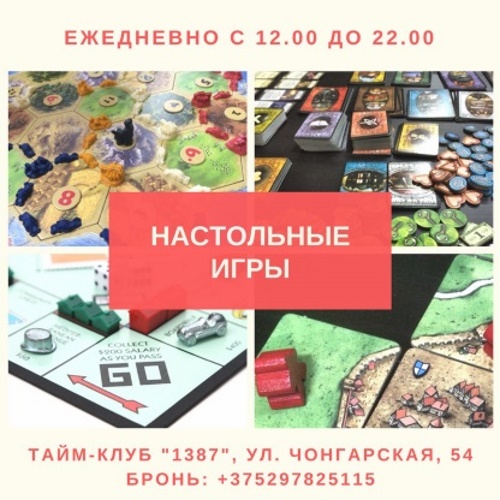 ЕЖЕДНЕВНО С 12.00 ДО 22.00
НАСТОЛЬНЫЕ
ИГРЫ
8
COLLECT
$200 SALARY
AS YOU PASS
GO
ТАЙМ-КЛУБ "1387", УЛ. ЧОНГАРСКАЯ, 54
БРОНЬ: +375297825115